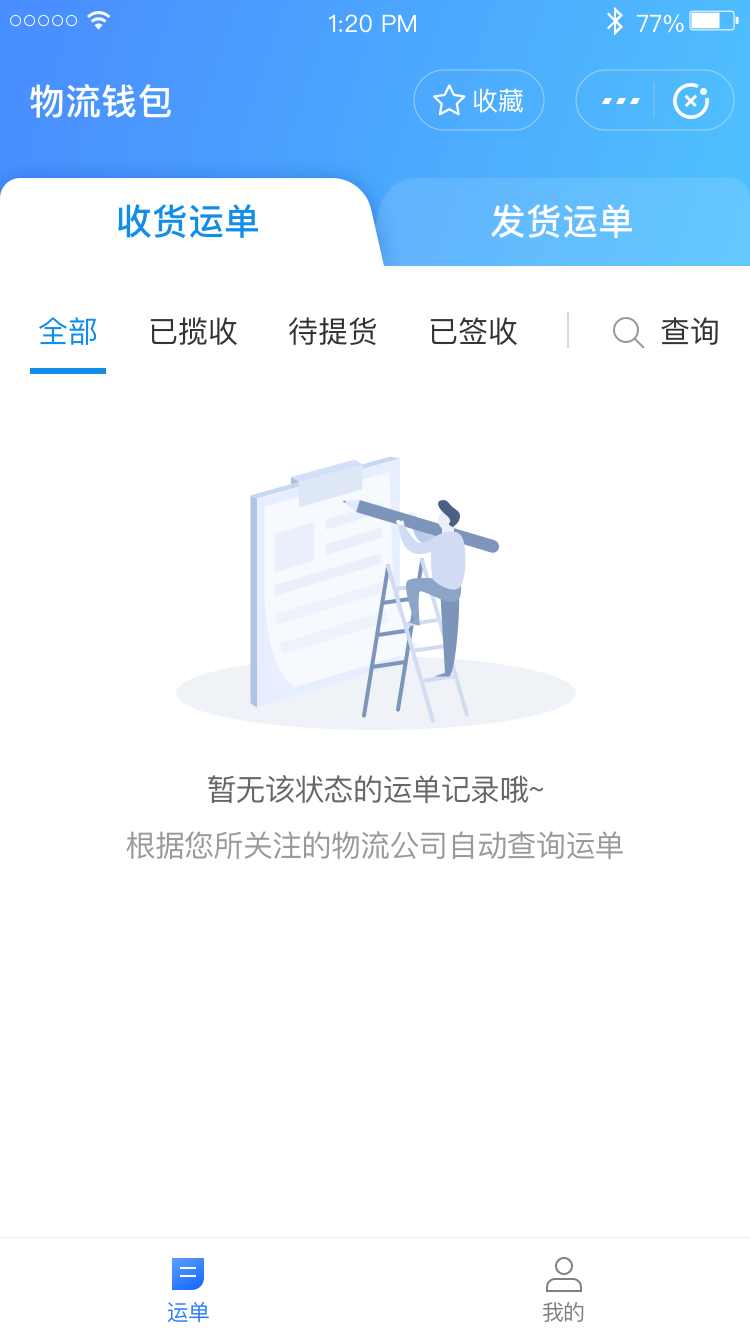 1:20 PM 77%
物流钱包 收藏
收货运单 发货运单
全部 已揽收 待提货 已签收 查询
暂无该状态的运单记录哦~
根据您所关注的物流公司自动查询运单
运单 我的